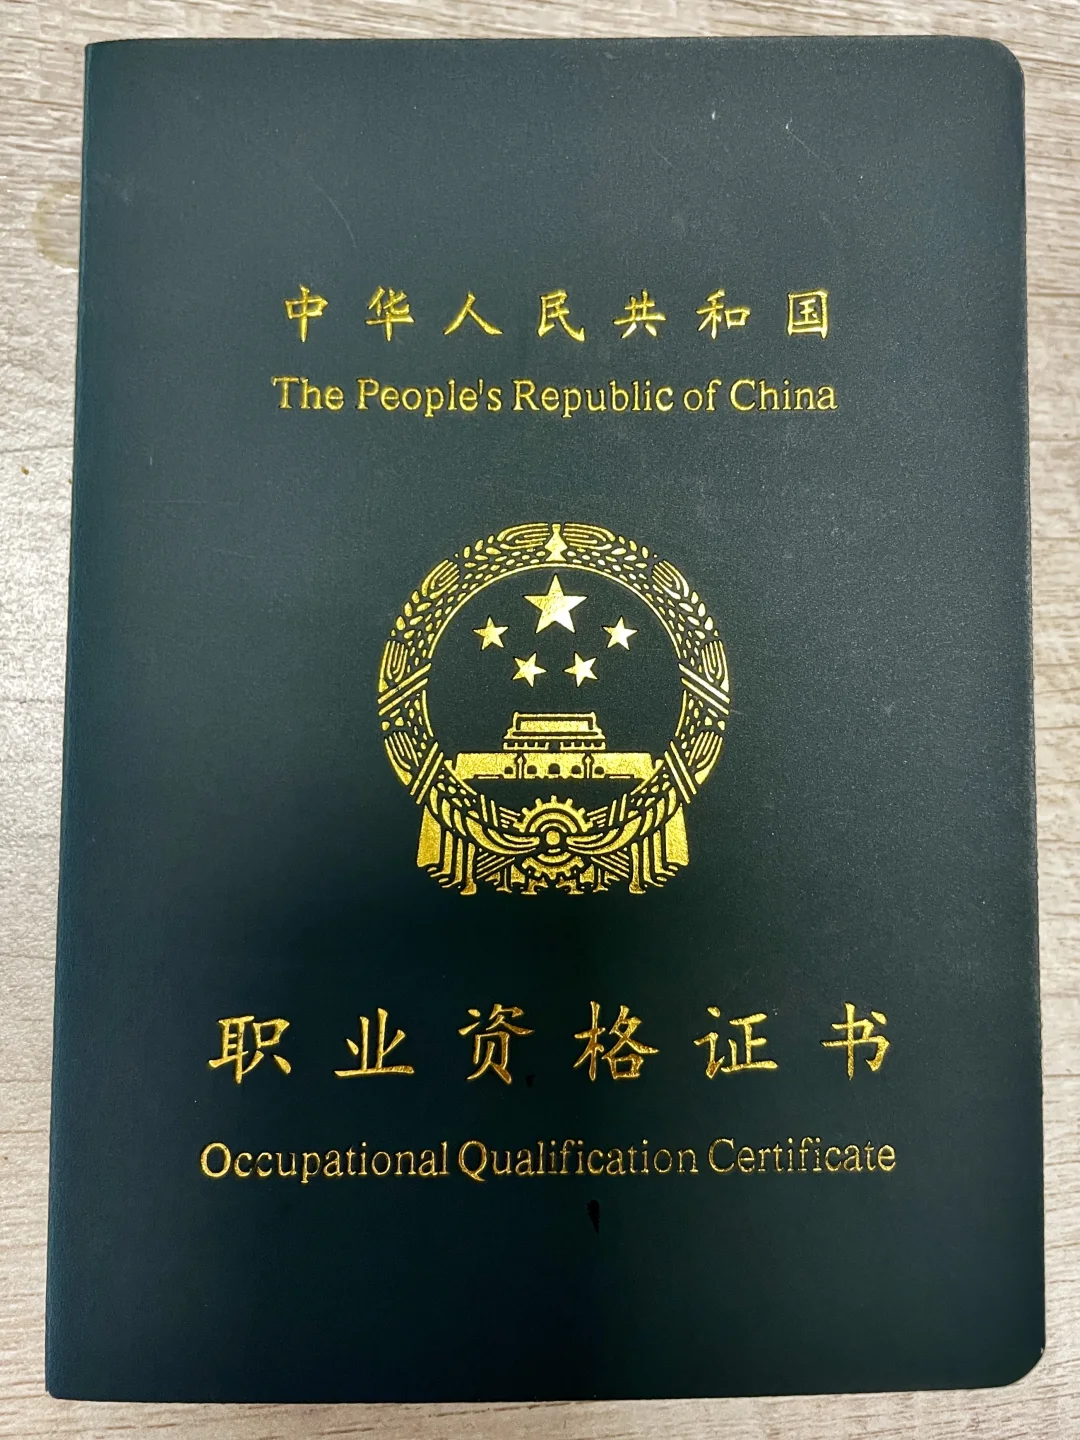 中华人民共和国
The People's Republic of China
职业资格证书
Occupational Qualification Certificate